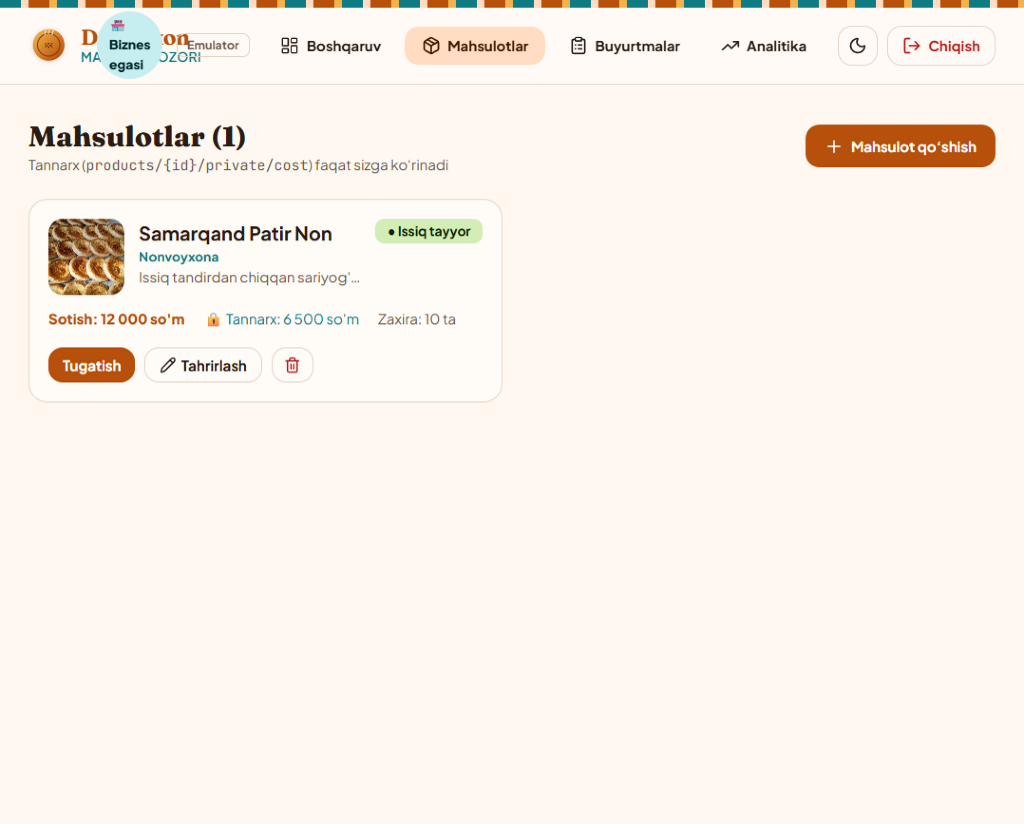 Biznes egasi
Emulator
Boshqaruv
Mahsulotlar
Buyurtmalar
Analitika
Chiqish
Mahsulotlar (1)
Tannarx (products/{id}/private/cost) faqat sizga ko'rinadi
+ Mahsulot qo'shish
Samarqand Patir Non
● Issiq tayyor
Nonvoyxona
Issiq tandirdan chiqqan sariyog'…
Sotish: 12 000 so'm
Tannarx: 6 500 so'm
Zaxira: 10 ta
Tugatish
Tahrirlash